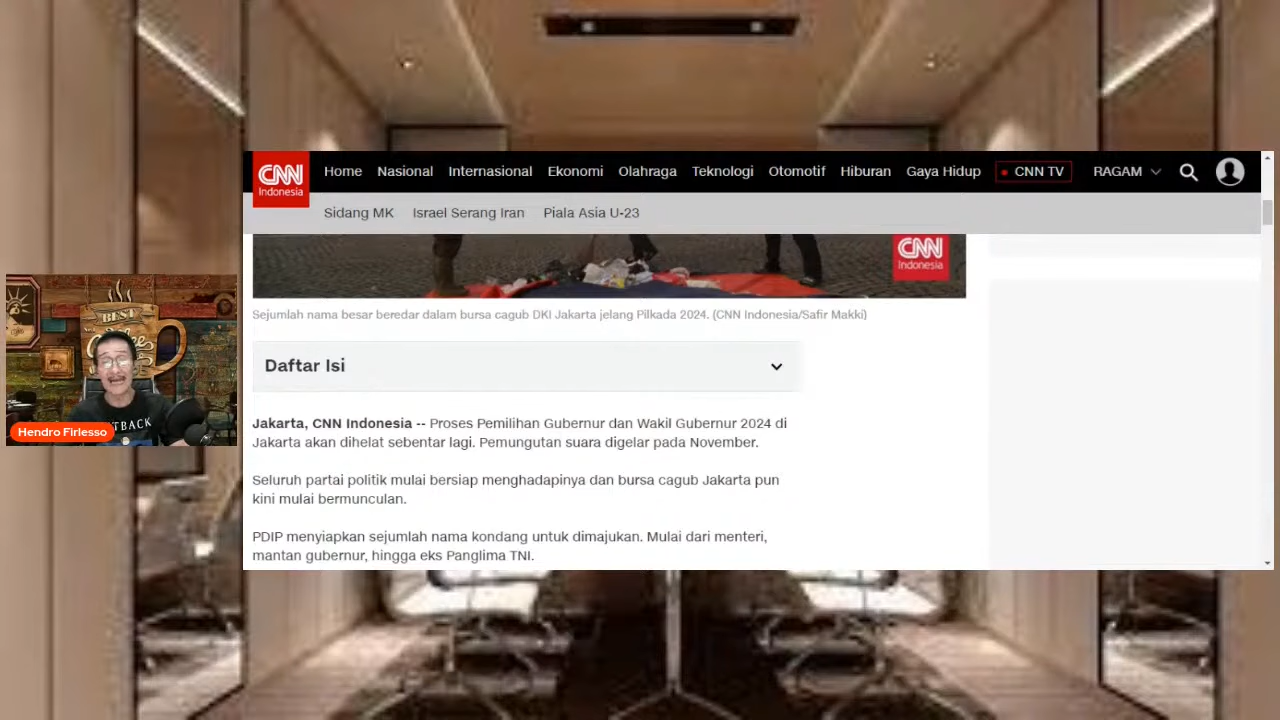 CNN
Indonesia
Home Nasional Internasional Ekonomi Olahraga Teknologi Otomotif Hiburan Gaya Hidup CNN TV RAGAM
Sidang MK Israel Serang Iran Piala Asia U-23
CNN
Indonesia
Sejumlah nama besar beredar dalam bursa cagub DKI Jakarta jelang Pilkada 2024. (CNN Indonesia/Safir Makki)
Daftar Isi
Jakarta, CNN Indonesia -- Proses Pemilihan Gubernur dan Wakil Gubernur 2024 di
Jakarta akan dihelat sebentar lagi. Pemungutan suara digelar pada November.
Seluruh partai politik mulai bersiap menghadapinya dan bursa cagub Jakarta pun
kini mulai bermunculan.
PDIP menyiapkan sejumlah nama kondang untuk dimajukan. Mulai dari menteri,
mantan gubernur, hingga eks Panglima TNI.
BEST
Hendro Firlesso